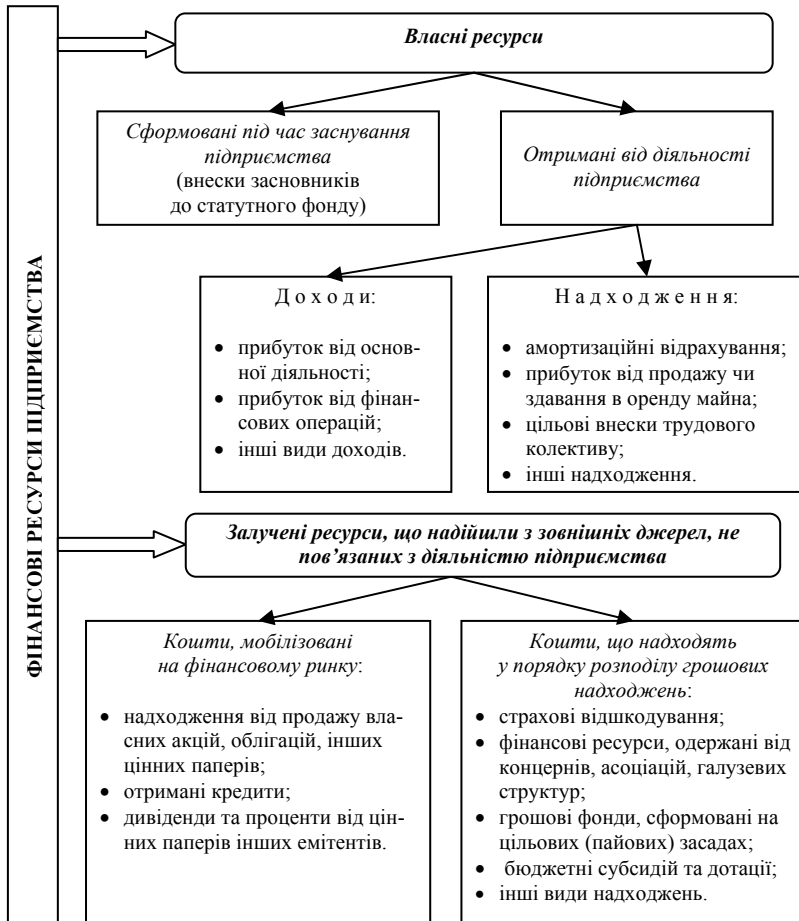 ФІНАНСОВІ РЕСУРСИ ПІДПРИЄМСТВА
Власні ресурси
Сформовані під час заснування
підприємства
(внески засновників
до статутного фонду)
Отримані від діяльності
підприємства
Д о х о д и:
• прибуток від основ-
ної діяльності;
• прибуток від фінан-
сових операцій;
• інші види доходів.
Н а д х о д ж е н н я:
• амортизаційні відрахування;
• прибуток від продажу чи
здавання в оренду майна;
• цільові внески трудового
колективу;
• інші надходження.
Залучені ресурси, що надійшли з зовнішніх джерел, не
пов’язаних з діяльністю підприємства
Кошти, мобілізовані
на фінансовому ринку:
• надходження від продажу вла-
сних акцій, облігацій, інших
цінних паперів;
• отримані кредити;
• дивіденди та проценти від цін-
них паперів інших емітентів.
Кошти, що надходять
у порядку розподілу грошових
надходжень:
• страхові відшкодування;
• фінансові ресурси, одержані від
концернів, асоціацій, галузевих
структур;
• грошові фонди, сформовані на
цільових (пайових) засадах;
• бюджетні субсидій та дотації;
• інші види надходжень.